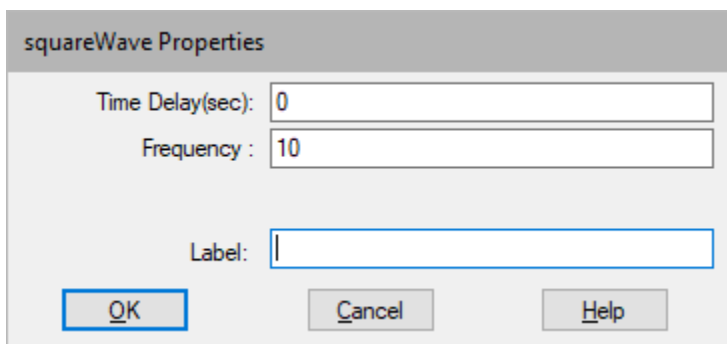 squareWave Properties
Time Delay(sec): 0
Frequency : 10
Label:
OK Cancel Help